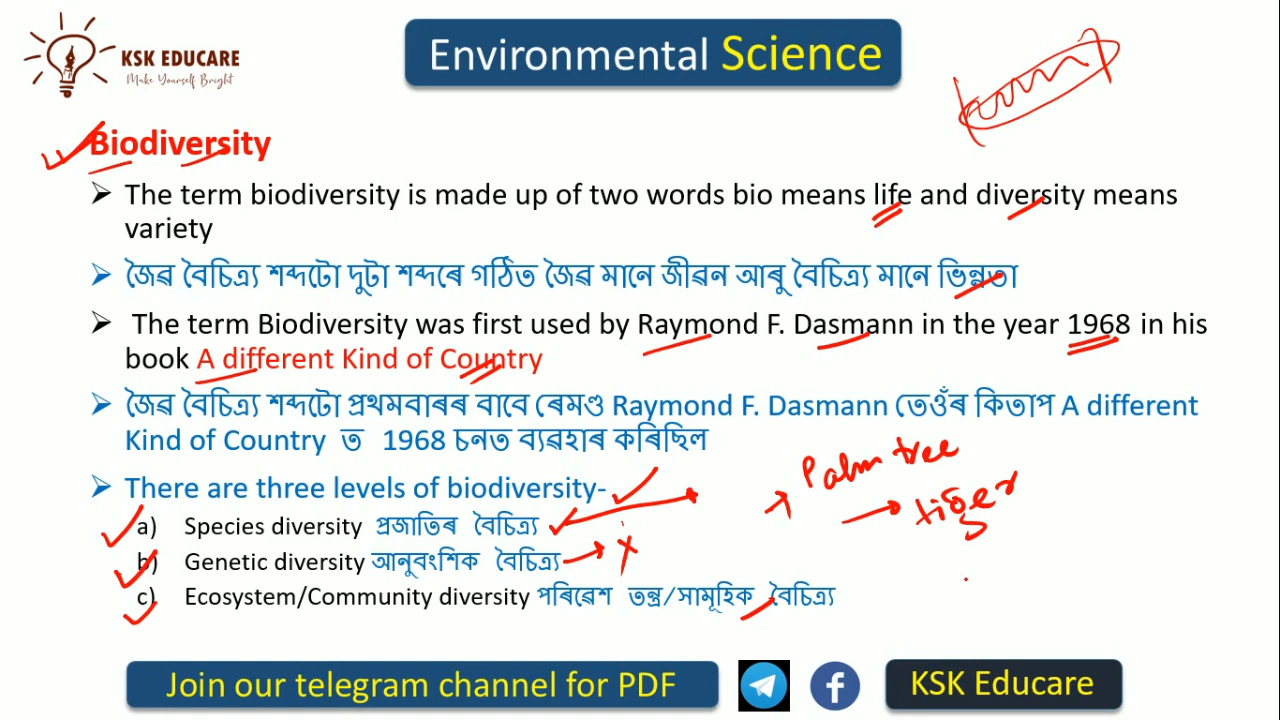 KSK EDUCARE
Make Yourself Bright
Environmental Science
Biodiversity
➤ The term biodiversity is made up of two words bio means life and diversity means
variety
➤ জৈৱ বৈচিত্ৰ্য শব্দটো দুটা শব্দৰে গঠিত জৈৱ মানে জীৱন আৰু বৈচিত্ৰ্য মানে ভিন্নতা
➤ The term Biodiversity was first used by Raymond F. Dasmann in the year 1968 in his
book A different Kind of Country
➤ জৈৱ বৈচিত্ৰ্য শব্দটো প্ৰথমবাৰৰ বাবে ৰেমণ্ড Raymond F. Dasmann তেওঁৰ কিতাপ A different
Kind of Country ত 1968 চনত ব্যৱহাৰ কৰিছিল
Palm tree
➤ There are three levels of biodiversity-
tiger
a) Species diversity প্ৰজাতিৰ বৈচিত্ৰ্য
b) Genetic diversity আনুবংশিক বৈচিত্ৰ্য
c) Ecosystem/Community diversity পৰিৱেশ তন্ত্ৰ/সামূহিক বৈচিত্ৰ্য
Join our telegram channel for PDF
KSK Educare